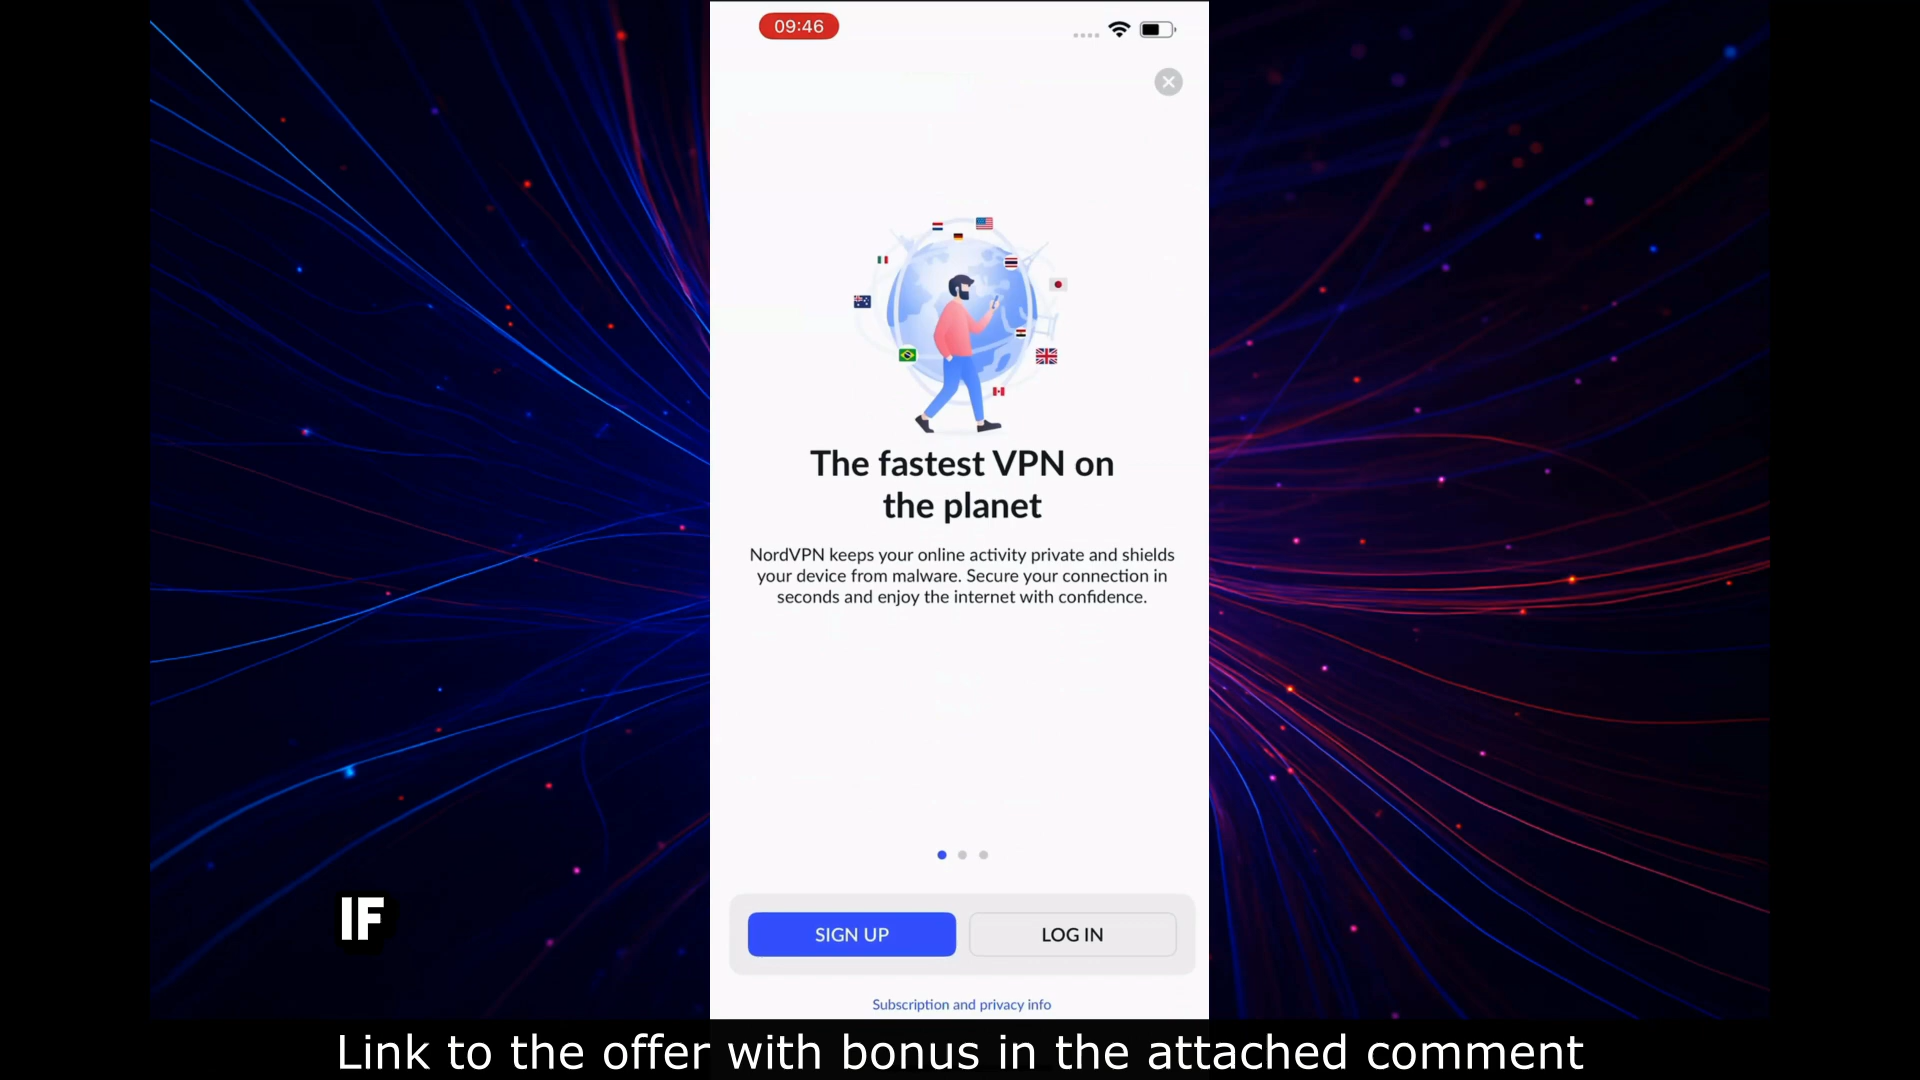 09:46
The fastest VPN on
the planet
NordVPN keeps your online activity private and shields
your device from malware. Secure your connection in
seconds and enjoy the internet with confidence.
IF
SIGN UP
LOG IN
Subscription and privacy info
Link to the offer with bonus in the attached comment